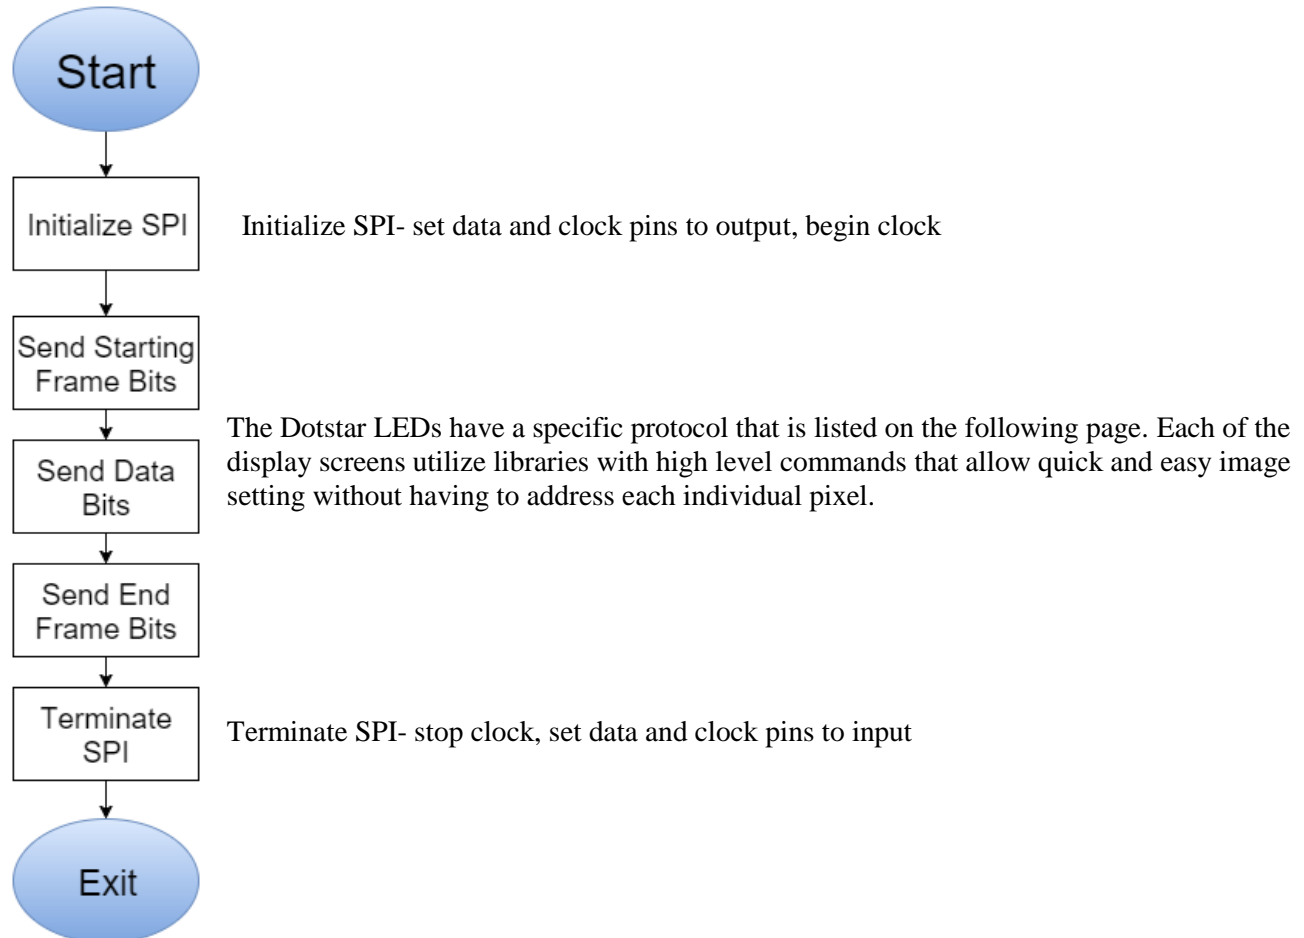 Start
Initialize SPI
Initialize SPI- set data and clock pins to output, begin clock
Send Starting
Frame Bits
The Dotstar LEDs have a specific protocol that is listed on the following page. Each of the
display screens utilize libraries with high level commands that allow quick and easy image
setting without having to address each individual pixel.
Send Data
Bits
Send End
Frame Bits
Terminate
SPI
Terminate SPI- stop clock, set data and clock pins to input
Exit